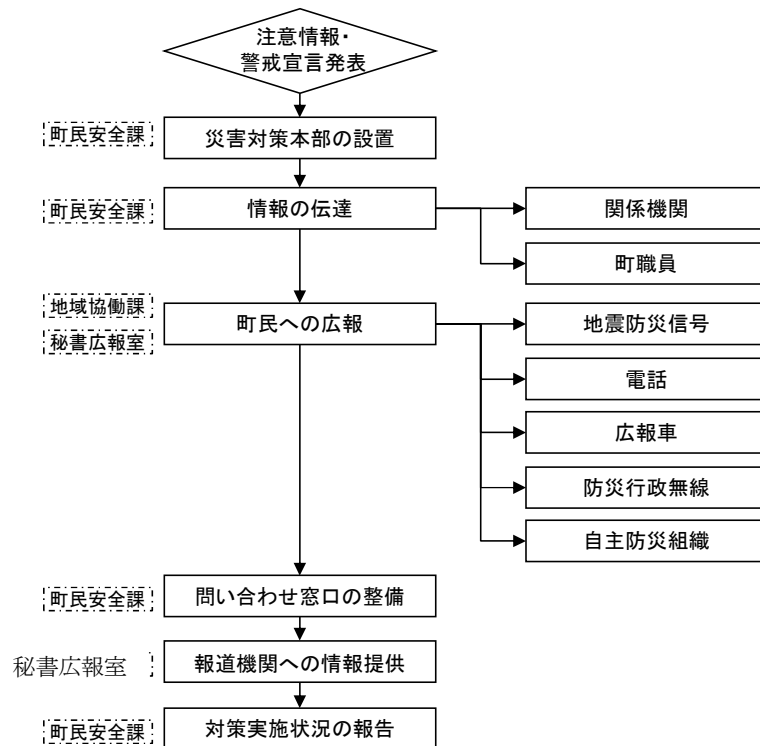 注意情報・
警戒宣言発表
町民安全課
災害対策本部の設置
町民安全課
情報の伝達
関係機関
町職員
地域協働課
秘書広報室
町民への広報
地震防災信号
電話
広報車
防災行政無線
自主防災組織
町民安全課
問い合わせ窓口の整備
秘書広報室
報道機関への情報提供
町民安全課
対策実施状況の報告